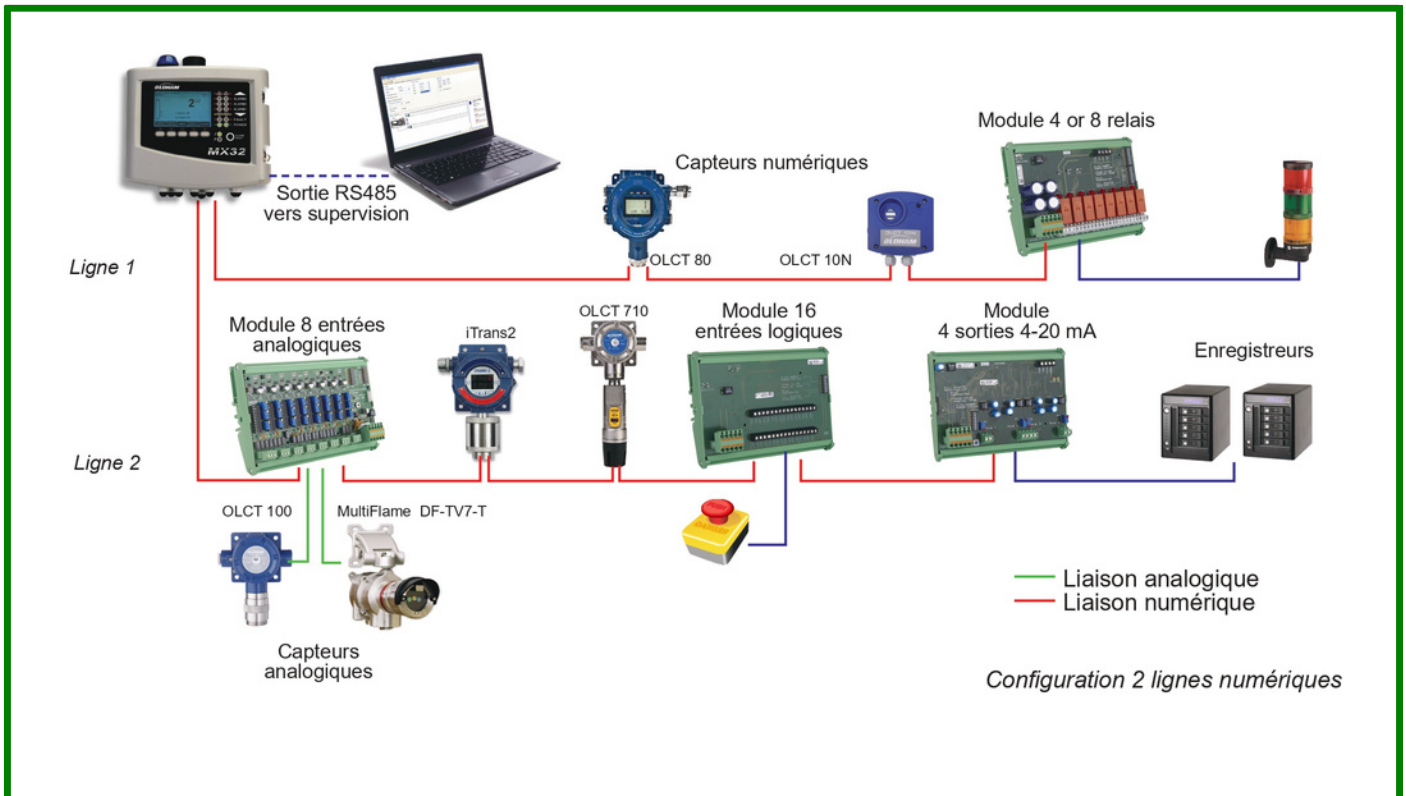 OLDHAM
MX32
Sortie RS485
vers supervision
Capteurs numériques
Module 4 or 8 relais
OLCT 80
OLCT 10N
OLDHAM
Ligne 1
Module 8 entrées
analogiques
iTrans2
OLCT 710
Module 16
entrées logiques
Module
4 sorties 4-20 mA
Enregistreurs
Ligne 2
OLCT 100
MultiFlame DF-TV7-T
Capteurs
analogiques
Liaison analogique
Liaison numérique
Configuration 2 lignes numériques